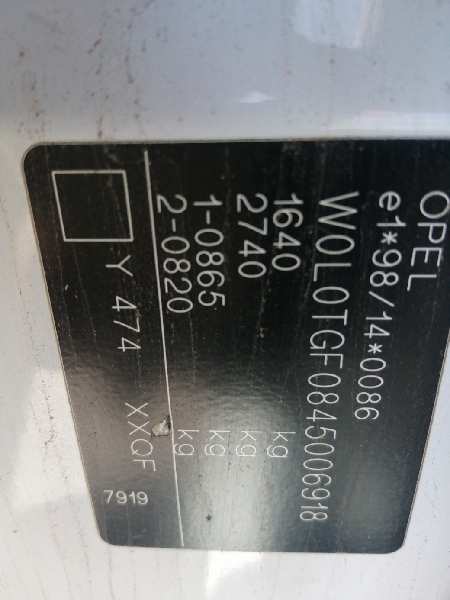 OPEL
e1*98/14*0086
W0L0TGF0845006918
1640 kg
2740 kg
1-0865 kg
2-0820 kg
Y 474 XXQF
7919